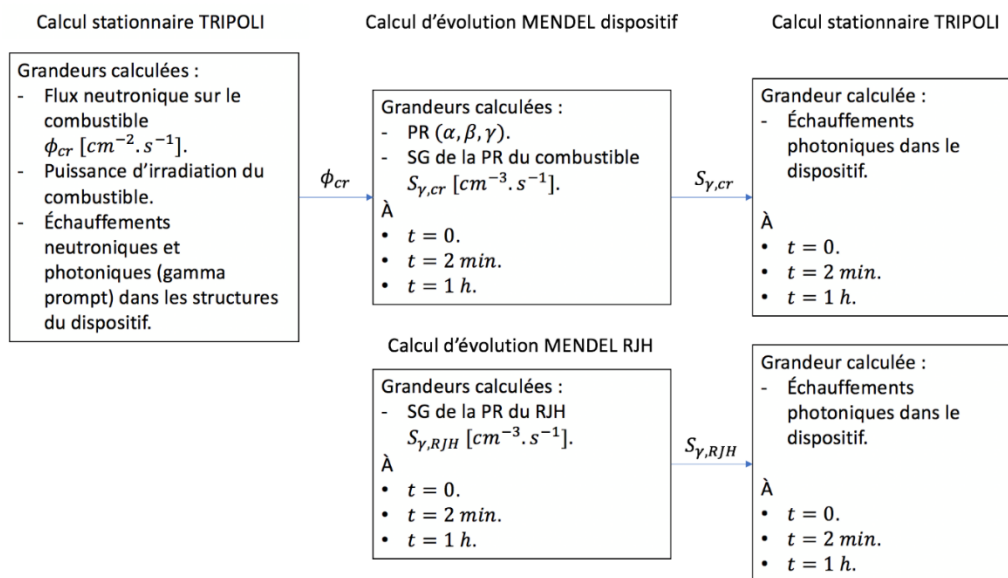 Calcul stationnaire TRIPOLI
Grandeurs calculées :
- Flux neutronique sur le
combustible
ϕ_cr [cm⁻². s⁻¹].
- Puissance d'irradiation du
combustible.
- Échauffements
neutroniques et
photoniques (gamma
prompt) dans les structures
du dispositif.
ϕ_cr
Calcul d'évolution MENDEL dispositif
Grandeurs calculées :
- PR (α, β, γ).
- SG de la PR du combustible
S_γ,cr [cm⁻³. s⁻¹].
À
• t = 0.
• t = 2 min.
• t = 1 h.
S_γ,cr
Calcul stationnaire TRIPOLI
Grandeur calculée :
- Échauffements
photoniques dans le
dispositif.
À
• t = 0.
• t = 2 min.
• t = 1 h.
Calcul d'évolution MENDEL RJH
Grandeurs calculées :
- SG de la PR du RJH
S_γ,RJH [cm⁻³. s⁻¹].
À
• t = 0.
• t = 2 min.
• t = 1 h.
S_γ,RJH
Grandeur calculée :
- Échauffements
photoniques dans le
dispositif.
À
• t = 0.
• t = 2 min.
• t = 1 h.